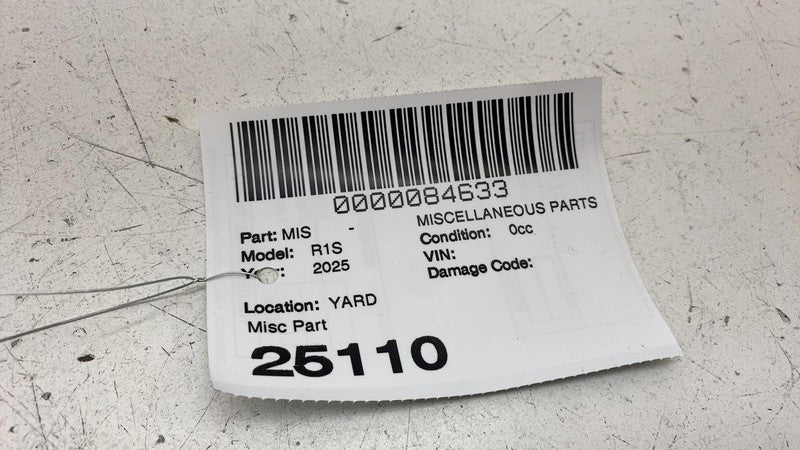 0000084633
MISCELLANEOUS PARTS
Part: MIS -
Condition: 0cc
Model: R1S
VIN:
2025
Damage Code:
Location: YARD
Misc Part
25110